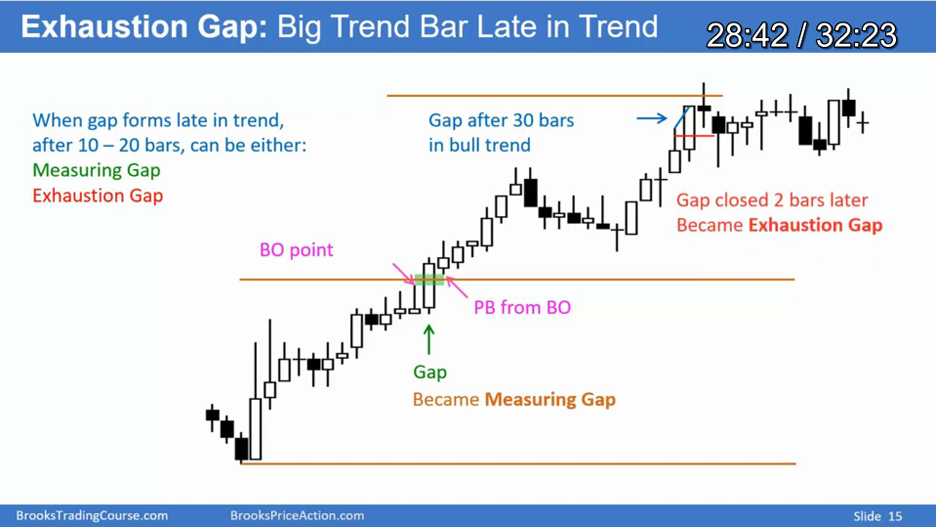 Exhaustion Gap: Big Trend Bar Late in Trend
28:42 / 32:23
When gap forms late in trend,
after 10 – 20 bars, can be either:
Measuring Gap
Exhaustion Gap
Gap after 30 bars
in bull trend
Gap closed 2 bars later
Became Exhaustion Gap
BO point
PB from BO
Gap
Became Measuring Gap
BrooksTradingCourse.com
BrooksPriceAction.com
Slide 15